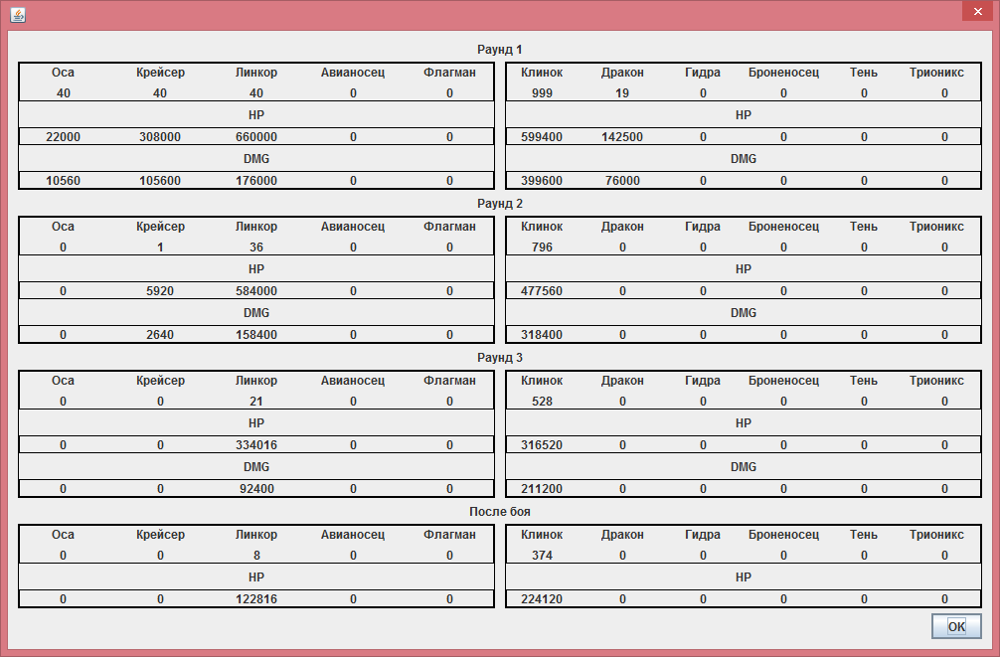 Раунд 1
Оса Крейсер Линкор Авианосец Флагман Клинок Дракон Гидра Броненосец Тень Трионикс
40 40 40 0 0 999 19 0 0 0 0
HP HP
22000 308000 660000 0 0 599400 142500 0 0 0 0
DMG DMG
10560 105600 176000 0 0 399600 76000 0 0 0 0
Раунд 2
Оса Крейсер Линкор Авианосец Флагман Клинок Дракон Гидра Броненосец Тень Трионикс
0 1 36 0 0 796 0 0 0 0 0
HP HP
0 5920 584000 0 0 477560 0 0 0 0 0
DMG DMG
0 2640 158400 0 0 318400 0 0 0 0 0
Раунд 3
Оса Крейсер Линкор Авианосец Флагман Клинок Дракон Гидра Броненосец Тень Трионикс
0 0 21 0 0 528 0 0 0 0 0
HP HP
0 0 334016 0 0 316520 0 0 0 0 0
DMG DMG
0 0 92400 0 0 211200 0 0 0 0 0
После боя
Оса Крейсер Линкор Авианосец Флагман Клинок Дракон Гидра Броненосец Тень Трионикс
0 0 8 0 0 374 0 0 0 0 0
HP HP
0 0 122816 0 0 224120 0 0 0 0 0
OK